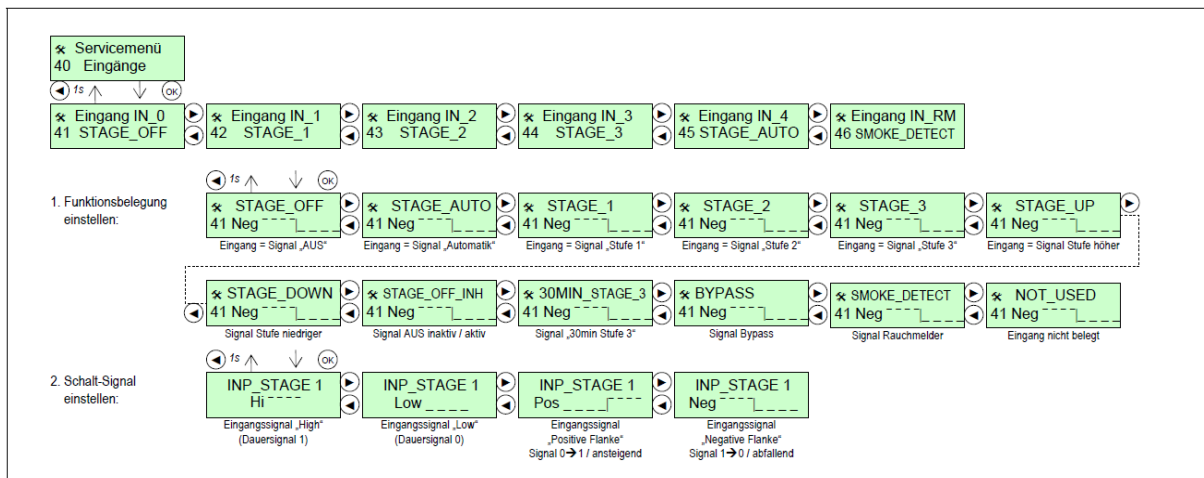 Servicemenü
40 Eingänge
1s OK
Eingang IN_0
41 STAGE_OFF
Eingang IN_1
42 STAGE_1
Eingang IN_2
43 STAGE_2
Eingang IN_3
44 STAGE_3
Eingang IN_4
45 STAGE_AUTO
Eingang IN_RM
46 SMOKE_DETECT
1. Funktionsbelegung
einstellen:
1s OK
STAGE_OFF
41 Neg
Eingang = Signal „AUS“
STAGE_AUTO
41 Neg
Eingang = Signal „Automatik“
STAGE_1
41 Neg
Eingang = Signal „Stufe 1“
STAGE_2
41 Neg
Eingang = Signal „Stufe 2“
STAGE_3
41 Neg
Eingang = Signal „Stufe 3“
STAGE_UP
41 Neg
Eingang = Signal Stufe höher
STAGE_DOWN
41 Neg
Signal Stufe niedriger
STAGE_OFF_INH
41 Neg
Signal AUS inaktiv / aktiv
30MIN_STAGE_3
41 Neg
Signal „30min Stufe 3“
BYPASS
41 Neg
Signal Bypass
SMOKE_DETECT
41 Neg
Signal Rauchmelder
NOT_USED
41 Neg
Eingang nicht belegt
2. Schalt-Signal
einstellen:
1s OK
INP_STAGE 1
Hi
Eingangssignal „High“
(Dauersignal 1)
INP_STAGE 1
Low
Eingangssignal „Low“
(Dauersignal 0)
INP_STAGE 1
Pos
Eingangssignal
„Positive Flanke“
Signal 0➔1 / ansteigend
INP_STAGE 1
Neg
Eingangssignal
„Negative Flanke“
Signal 1➔0 / abfallend